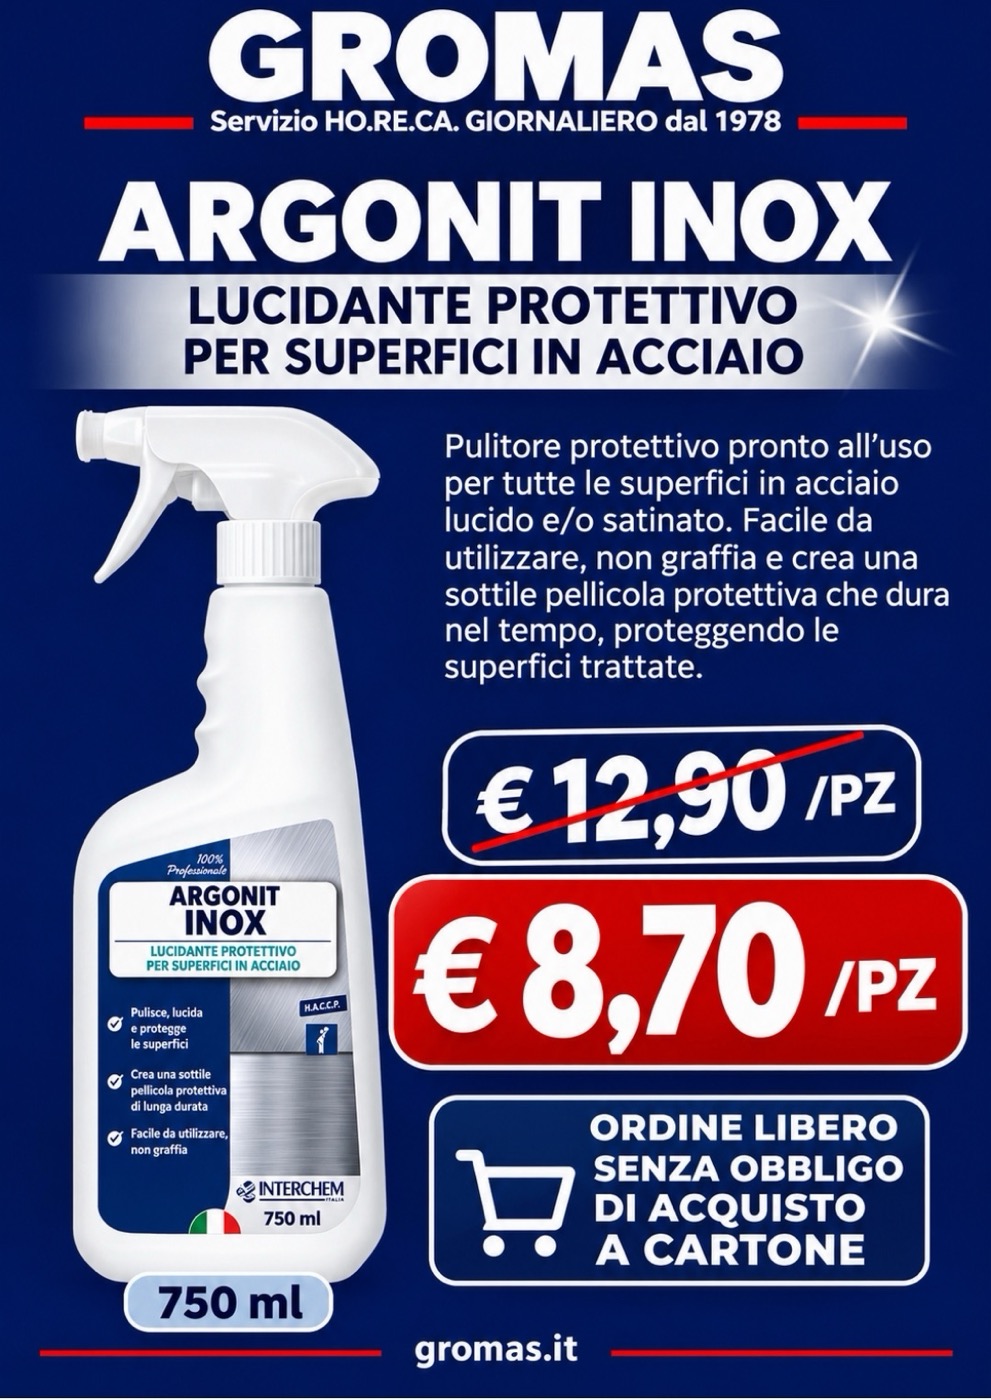 GROMAS
Servizio HO.RE.CA. GIORNALIERO dal 1978
ARGONIT INOX
LUCIDANTE PROTETTIVO
PER SUPERFICI IN ACCIAIO
Pulitore protettivo pronto all’uso
per tutte le superfici in acciaio
lucido e/o satinato. Facile da
utilizzare, non graffia e crea una
sottile pellicola protettiva che dura
nel tempo, proteggendo le
superfici trattate.
€ 12,90 /PZ
€ 8,70 /PZ
ORDINE LIBERO
SENZA OBBLIGO
DI ACQUISTO
A CARTONE
100%
Professionale
ARGONIT
INOX
LUCIDANTE PROTETTIVO
PER SUPERFICI IN ACCIAIO
H.A.C.C.P.
Pulisce, lucida
e protegge
le superfici
Crea una sottile
pellicola protettiva
di lunga durata
Facile da utilizzare,
non graffia
INTERCHEM
ITALIA
750 ml
750 ml
gromas.it